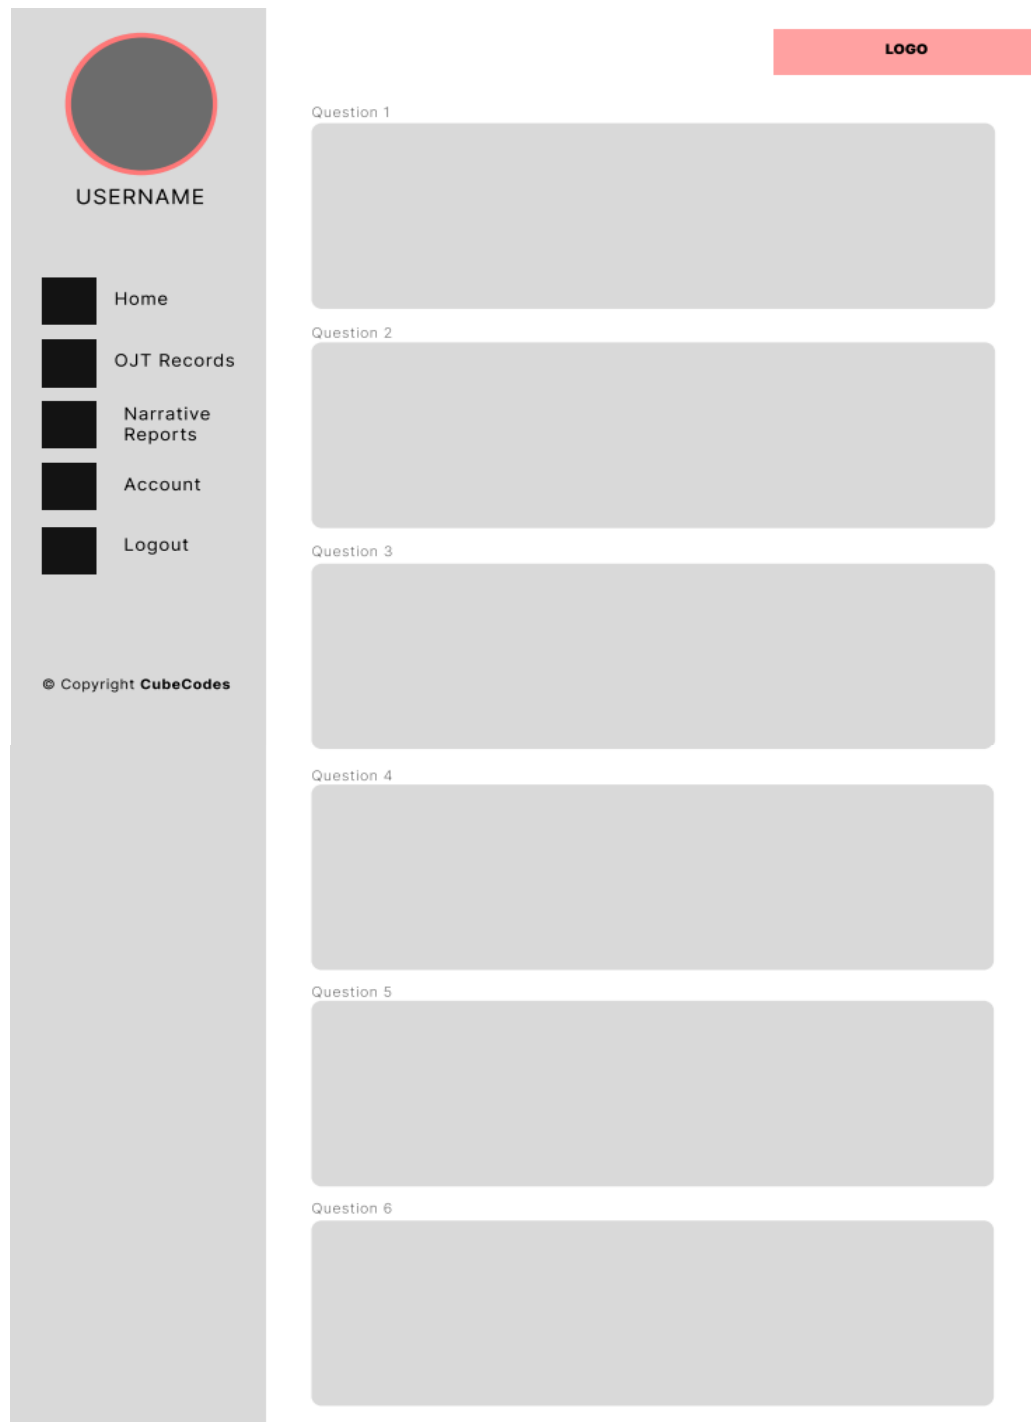 USERNAME
Home
OJT Records
Narrative
Reports
Account
Logout
© Copyright CubeCodes
LOGO
Question 1
Question 2
Question 3
Question 4
Question 5
Question 6